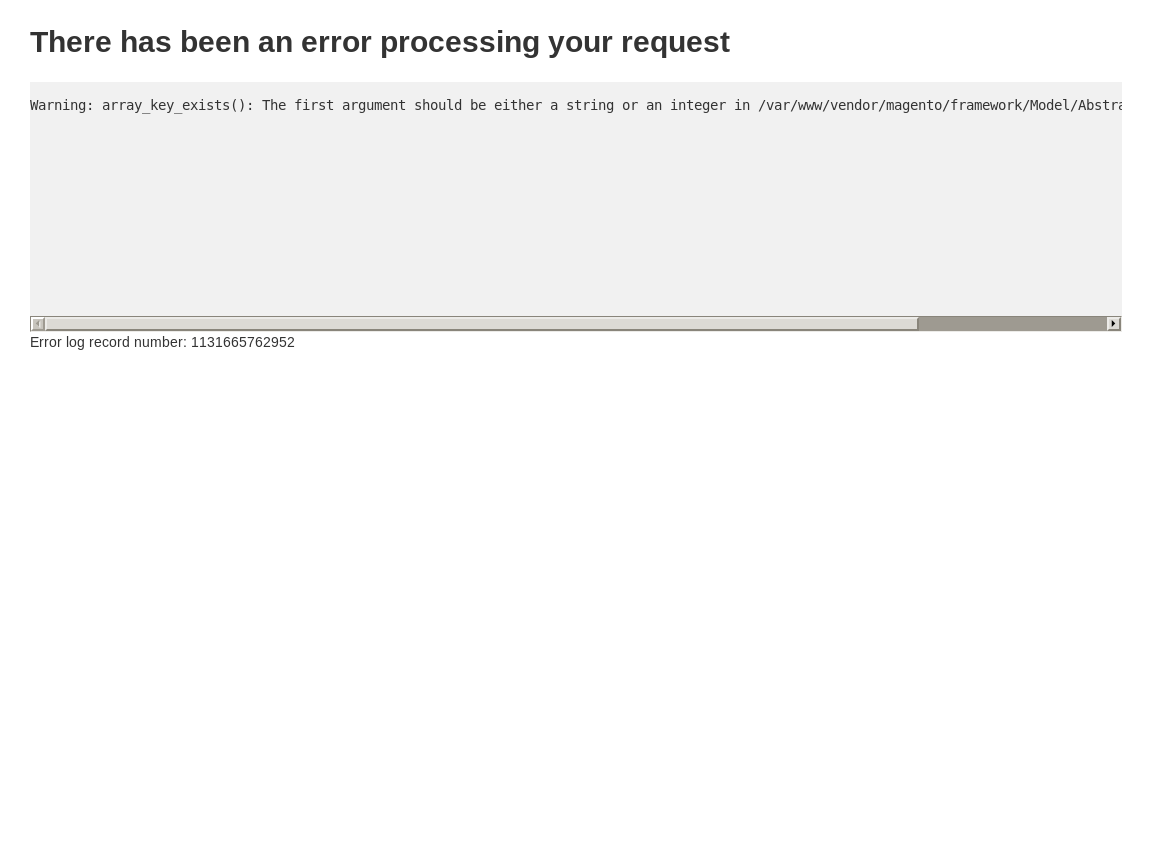 There has been an error processing your request
Warning: array_key_exists(): The first argument should be either a string or an integer in /var/www/vendor/magento/framework/Model/Abstra
Error log record number: 1131665762952